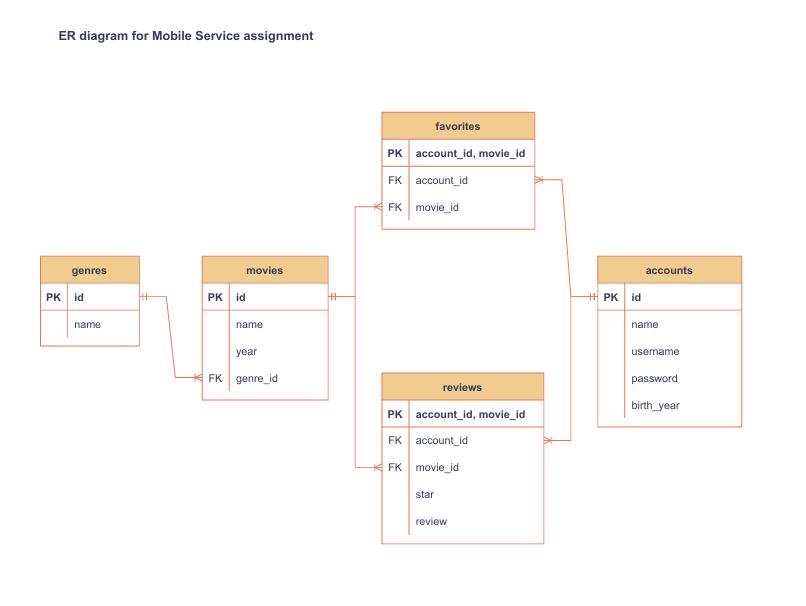 ER diagram for Mobile Service assignment
favorites
PK account_id, movie_id
FK account_id
FK movie_id
genres
PK id
name
movies
PK id
name
year
FK genre_id
accounts
PK id
name
username
password
birth_year
reviews
PK account_id, movie_id
FK account_id
FK movie_id
star
review